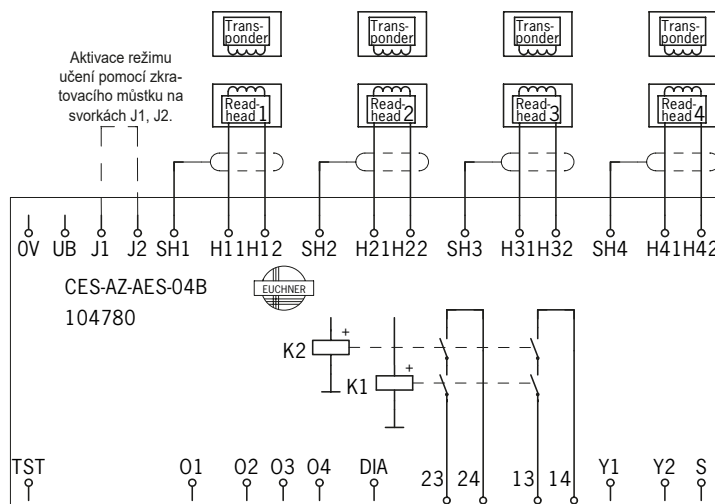 Trans-
ponder
Trans-
ponder
Trans-
ponder
Trans-
ponder
Aktivace režimu
učení pomocí zkra-
tovacího můstku na
svorkách J1, J2.
Read-
head 1
Read-
head 2
Read-
head 3
Read-
head 4
0V UB J1 J2 SH1 H11 H12 SH2 H21 H22 SH3 H31 H32 SH4 H41 H42
CES-AZ-AES-04B
EUCHNER
104780
K2 +
K1 +
TST O1 O2 O3 O4 DIA 23 24 13 14 Y1 Y2 S